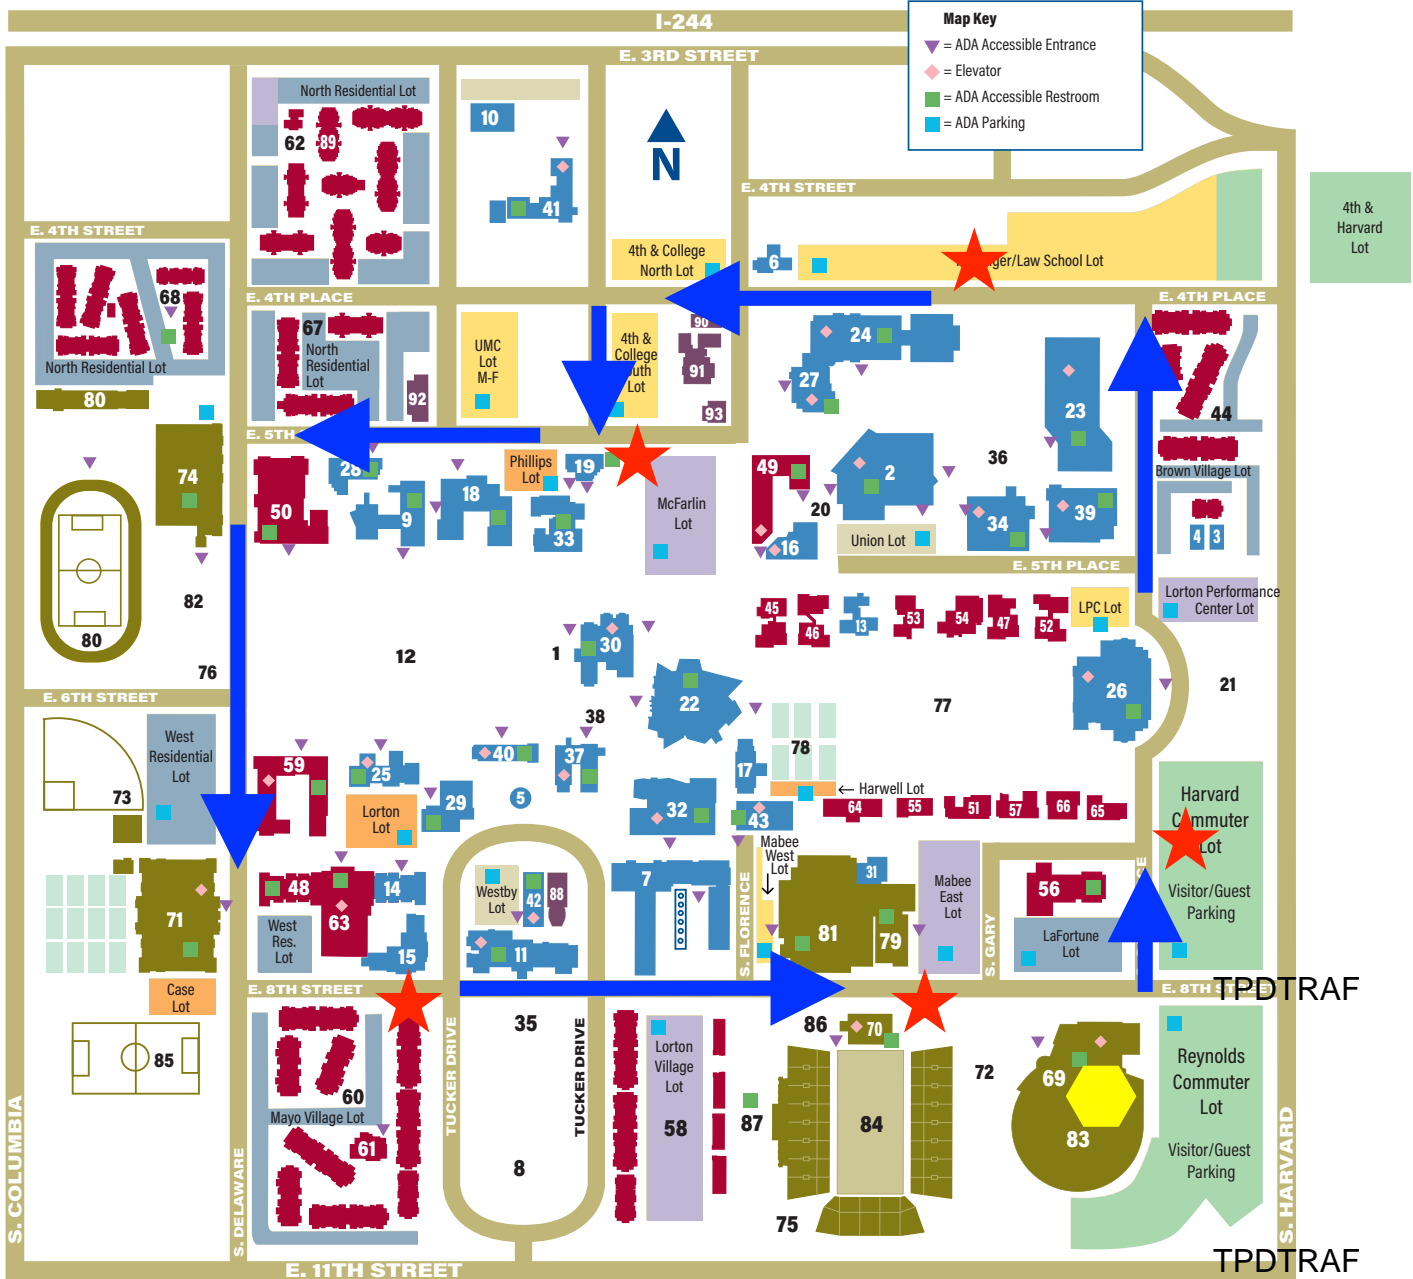 I-244
E. 3RD STREET
Map Key
= ADA Accessible Entrance
= Elevator
= ADA Accessible Restroom
= ADA Parking
North Residential Lot
62
89
10
41
N
E. 4TH STREET
4th &
Harvard
Lot
E. 4TH STREET
4th & College
North Lot
6
ger/Law School Lot
68
North Residential Lot
E. 4TH PLACE
E. 4TH PLACE
67
North
Residential
Lot
92
UMC
Lot
M-F
4th &
College
uth
Lot
90
91
93
24
27
23
44
Brown Village Lot
4
3
80
74
80
E. 5TH
28
50
9
18
Phillips
Lot
19
33
McFarlin
Lot
49
20
16
2
Union Lot
36
34
39
E. 5TH PLACE
82
76
12
1
30
38
22
45
46
13
53
54
47
52
LPC Lot
Lorton Performance
Center Lot
26
21
77
E. 6TH STREET
West
Residential
Lot
73
59
25
Lorton
Lot
29
40
37
5
17
78
← Harwell Lot
32
43
64
55
51
57
66
65
Harvard
C muter
Lot
Visitor/Guest
Parking
71
Case
Lot
48
63
14
West
Res.
Lot
15
Westby
42
88
11
7
S. FLORENCE
Mabee
West
Lot
81
31
79
Mabee
East
Lot
S. GARY
56
LaFortune
Lot
E. 8TH STREET
E. 8TH STREET
TPDTRAF
85
60
Mayo Village Lot
61
TUCKER DRIVE
35
8
TUCKER DRIVE
Lorton
Village
Lot
58
87
86
70
84
75
72
69
83
Reynolds
Commuter
Lot
Visitor/Guest
Parking
S. COLUMBIA
S. DELAWARE
S. HARVARD
E. 11TH STREET
TPDTRAF